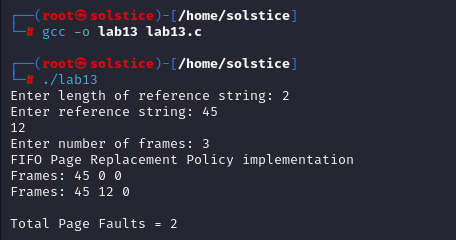 ┌──(root㉿solstice)-[/home/solstice]
└─# gcc -o lab13 lab13.c
┌──(root㉿solstice)-[/home/solstice]
└─# ./lab13
Enter length of reference string: 2
Enter reference string: 45
12
Enter number of frames: 3
FIFO Page Replacement Policy implementation
Frames: 45 0 0
Frames: 45 12 0
Total Page Faults = 2